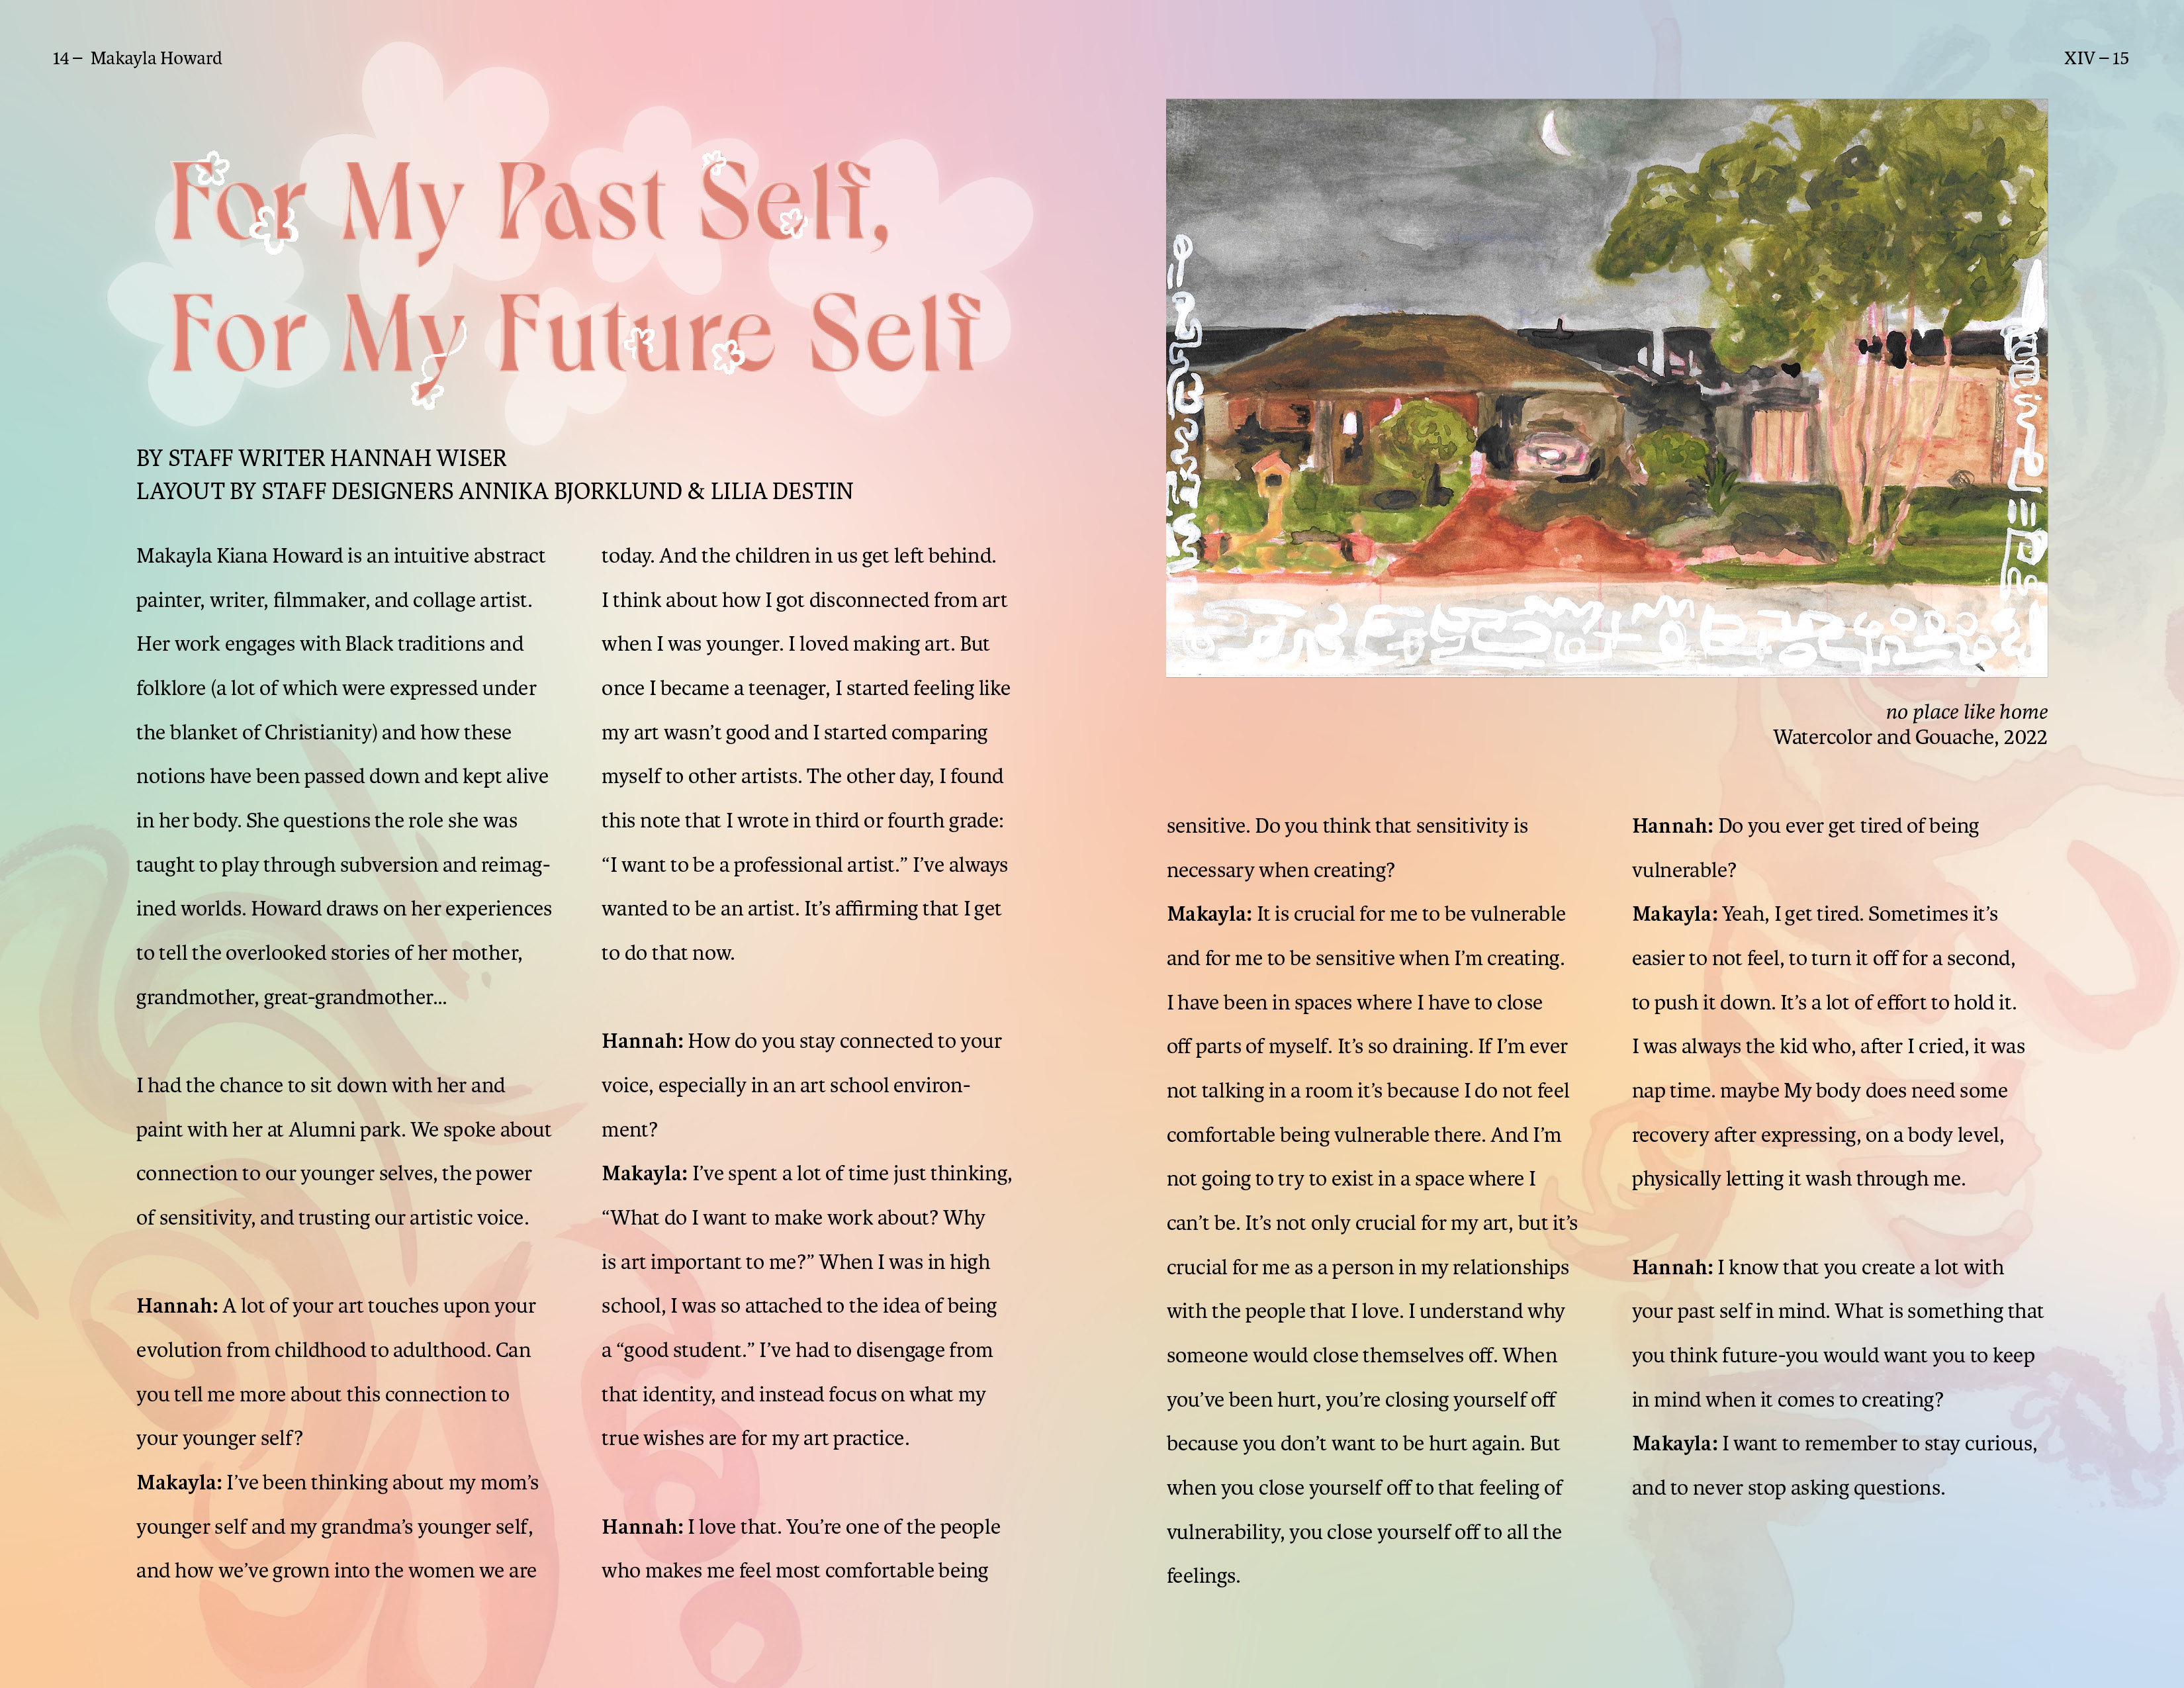 14 – Makayla Howard
For My Past Self,
For My Future Self
BY STAFF WRITER HANNAH WISER
LAYOUT BY STAFF DESIGNERS ANNIKA BJORKLUND & LILIA DESTIN
Makayla Kiana Howard is an intuitive abstract
painter, writer, filmmaker, and collage artist.
Her work engages with Black traditions and
folklore (a lot of which were expressed under
the blanket of Christianity) and how these
notions have been passed down and kept alive
in her body. She questions the role she was
taught to play through subversion and reimag-
ined worlds. Howard draws on her experiences
to tell the overlooked stories of her mother,
grandmother, great-grandmother...
I had the chance to sit down with her and
paint with her at Alumni park. We spoke about
connection to our younger selves, the power
of sensitivity, and trusting our artistic voice.
Hannah: A lot of your art touches upon your
evolution from childhood to adulthood. Can
you tell me more about this connection to
your younger self?
Makayla: I’ve been thinking about my mom’s
younger self and my grandma’s younger self,
and how we’ve grown into the women we are
today. And the children in us get left behind.
I think about how I got disconnected from art
when I was younger. I loved making art. But
once I became a teenager, I started feeling like
my art wasn’t good and I started comparing
myself to other artists. The other day, I found
this note that I wrote in third or fourth grade:
“I want to be a professional artist.” I’ve always
wanted to be an artist. It’s affirming that I get
to do that now.
Hannah: How do you stay connected to your
voice, especially in an art school environ-
ment?
Makayla: I’ve spent a lot of time just thinking,
“What do I want to make work about? Why
is art important to me?” When I was in high
school, I was so attached to the idea of being
a “good student.” I’ve had to disengage from
that identity, and instead focus on what my
true wishes are for my art practice.
Hannah: I love that. You’re one of the people
who makes me feel most comfortable being
XIV – 15
no place like home
Watercolor and Gouache, 2022
sensitive. Do you think that sensitivity is
necessary when creating?
Makayla: It is crucial for me to be vulnerable
and for me to be sensitive when I’m creating.
I have been in spaces where I have to close
off parts of myself. It’s so draining. If I’m ever
not talking in a room it’s because I do not feel
comfortable being vulnerable there. And I’m
not going to try to exist in a space where I
can’t be. It’s not only crucial for my art, but it’s
crucial for me as a person in my relationships
with the people that I love. I understand why
someone would close themselves off. When
you’ve been hurt, you’re closing yourself off
because you don’t want to be hurt again. But
when you close yourself off to that feeling of
vulnerability, you close yourself off to all the
feelings.
Hannah: Do you ever get tired of being
vulnerable?
Makayla: Yeah, I get tired. Sometimes it’s
easier to not feel, to turn it off for a second,
to push it down. It’s a lot of effort to hold it.
I was always the kid who, after I cried, it was
nap time. maybe My body does need some
recovery after expressing, on a body level,
physically letting it wash through me.
Hannah: I know that you create a lot with
your past self in mind. What is something that
you think future-you would want you to keep
in mind when it comes to creating?
Makayla: I want to remember to stay curious,
and to never stop asking questions.